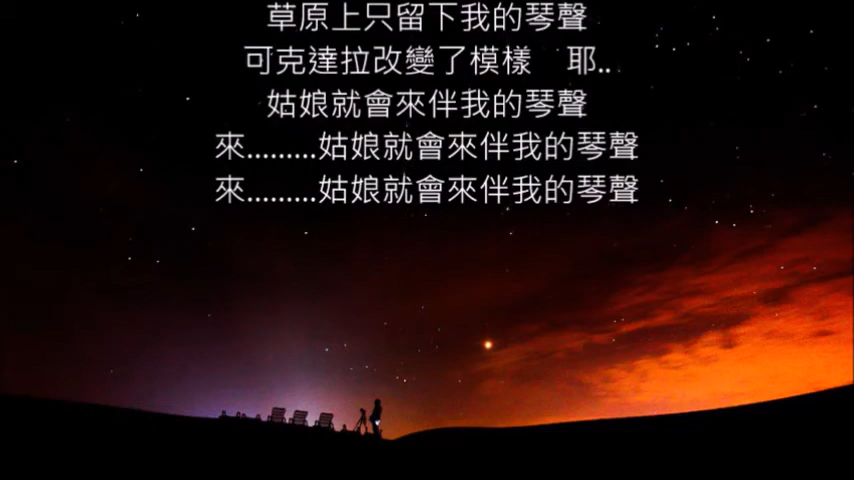 草原上只留下我的琴聲
可克達拉改變了模樣　耶..
姑娘就會來伴我的琴聲
來.........姑娘就會來伴我的琴聲
來.........姑娘就會來伴我的琴聲